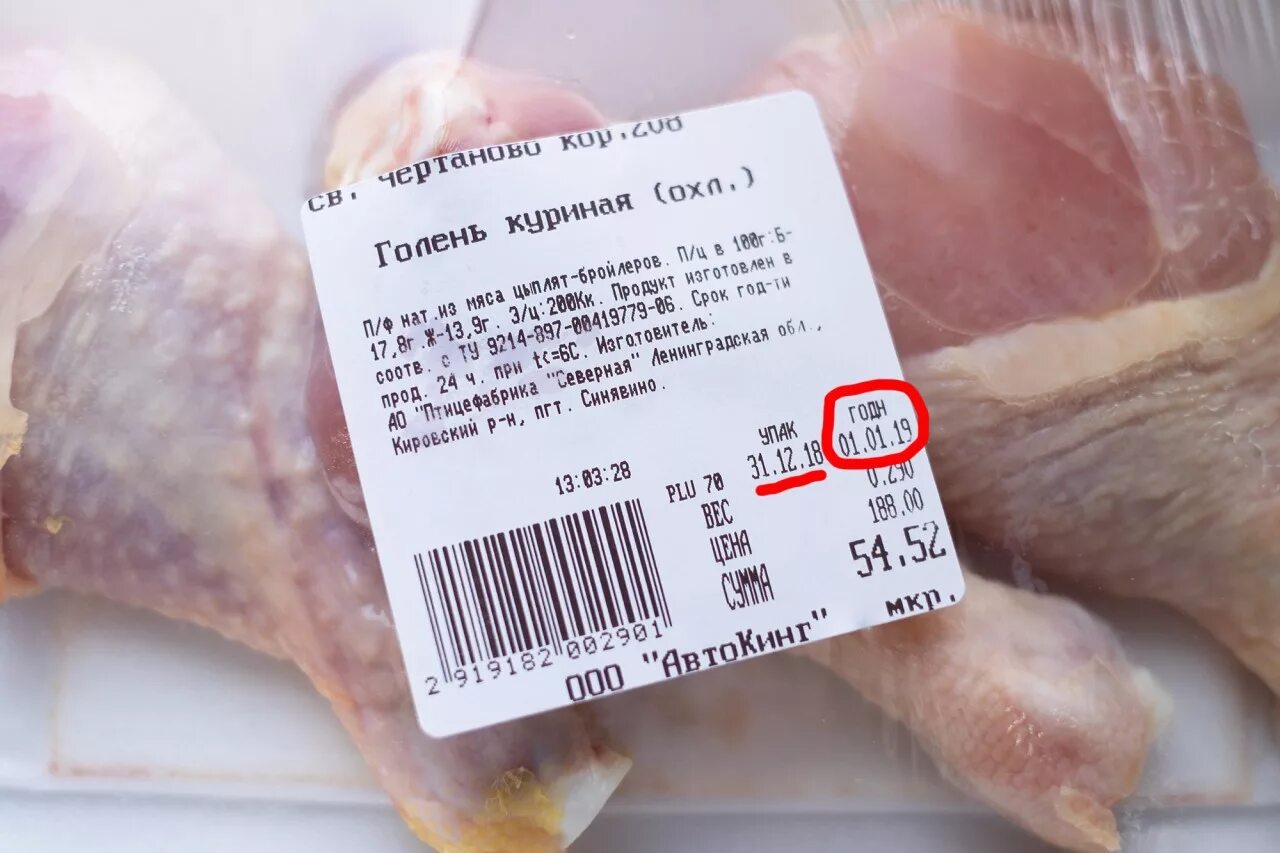 св. Чертаново кор.208
Голень куриная (охл.)
П/ф нат.из мяса цыплят-бройлеров. П/ц в 100г:Б-
17,8г.Ж-13,9г. Э/ц:200Кк. Продукт изготовлен в
соотв. с ТУ 9214-897-00419779-06. Срок год-ти
прод. 24 ч. при t<=6C. Изготовитель:
АО "Птицефабрика "Северная" Ленинградская обл.,
Кировский р-н, пгт. Синявино.
УПАК ГОДН
13:03:28 31.12.18 01.01.19
PLU 70
ВЕС 0.290
ЦЕНА 188.00
СУММА 54.52
2 919182 002901
ООО "АвтоКинг" мкр.